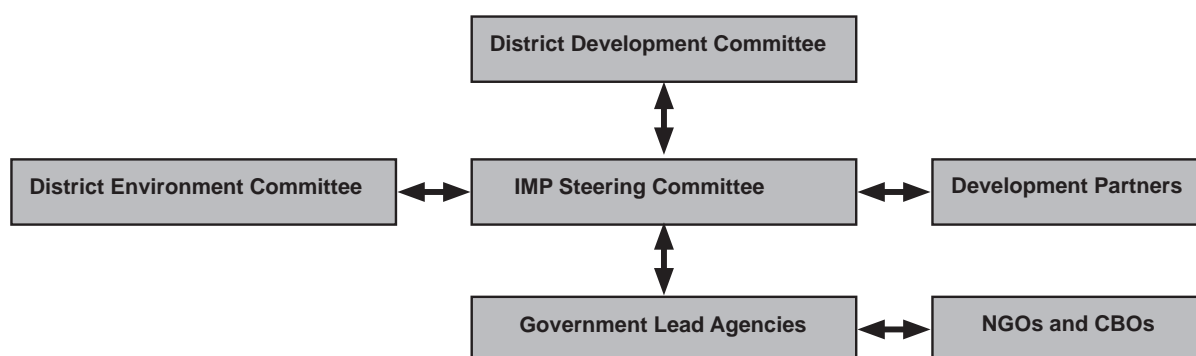 District Development Committee
District Environment Committee
IMP Steering Committee
Development Partners
Government Lead Agencies
NGOs and CBOs